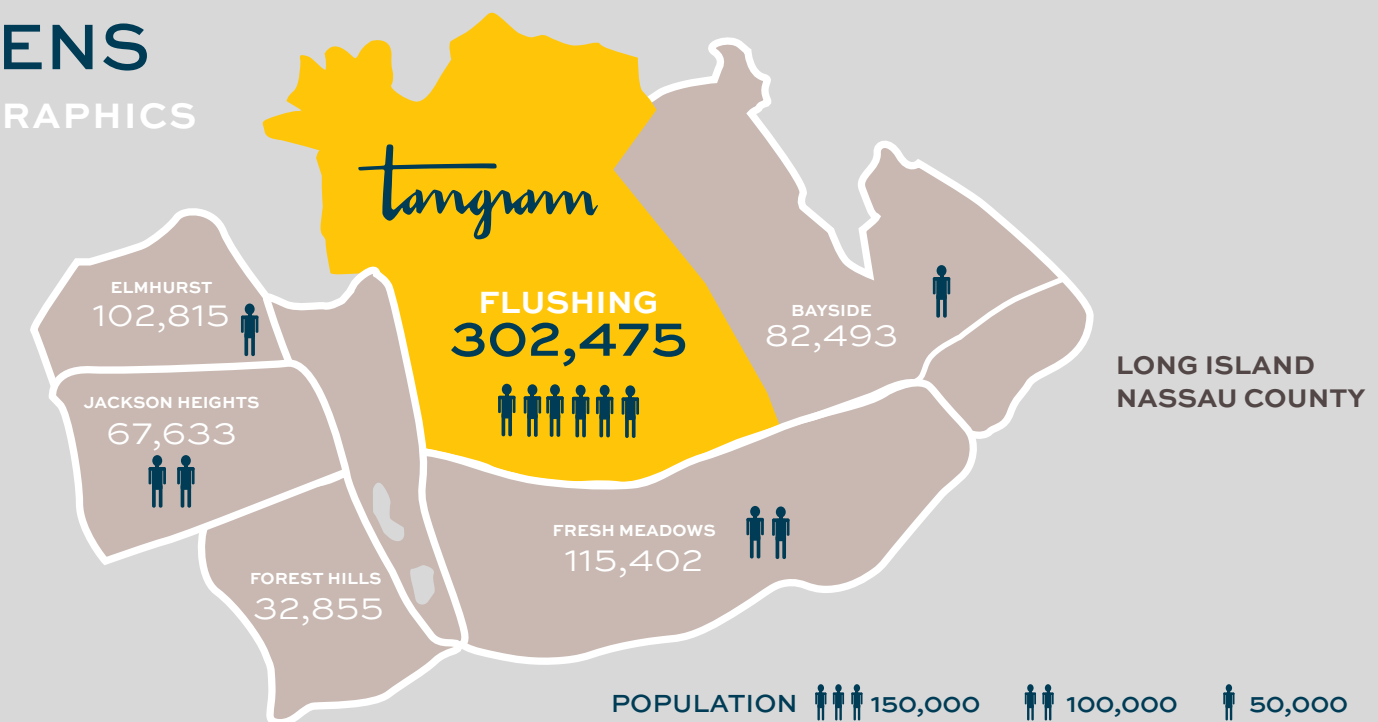 ENS
RAPHICS
tangram
FLUSHING
302,475
ELMHURST
102,815
JACKSON HEIGHTS
67,633
FOREST HILLS
32,855
FRESH MEADOWS
115,402
BAYSIDE
82,493
LONG ISLAND
NASSAU COUNTY
POPULATION 150,000 100,000 50,000